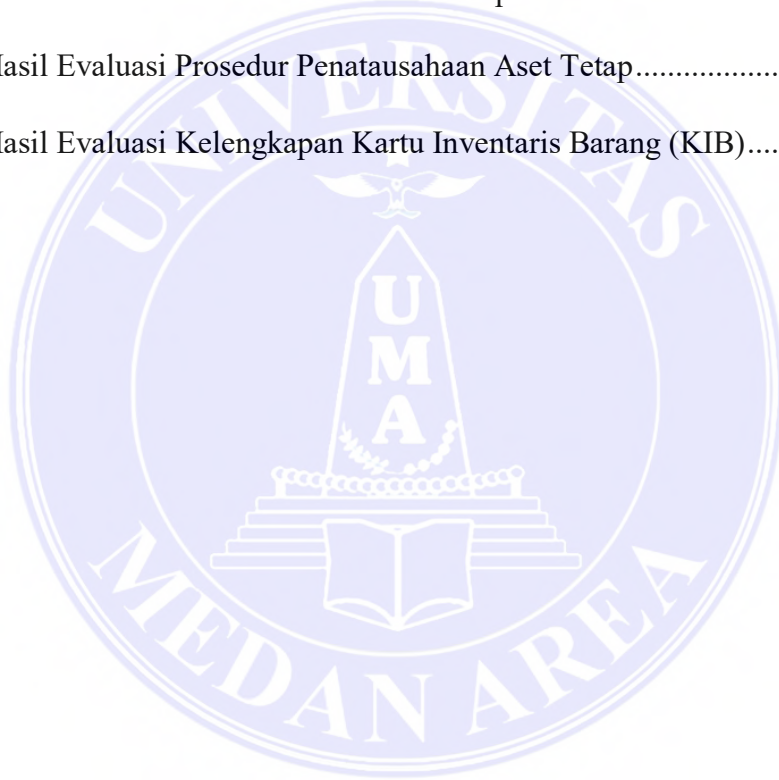 Hasil Evaluasi Prosedur Penatausahaan Aset Tetap..................
Hasil Evaluasi Kelengkapan Kartu Inventaris Barang (KIB)....
UNIVERSITAS
U
M
A
MEDAN AREA